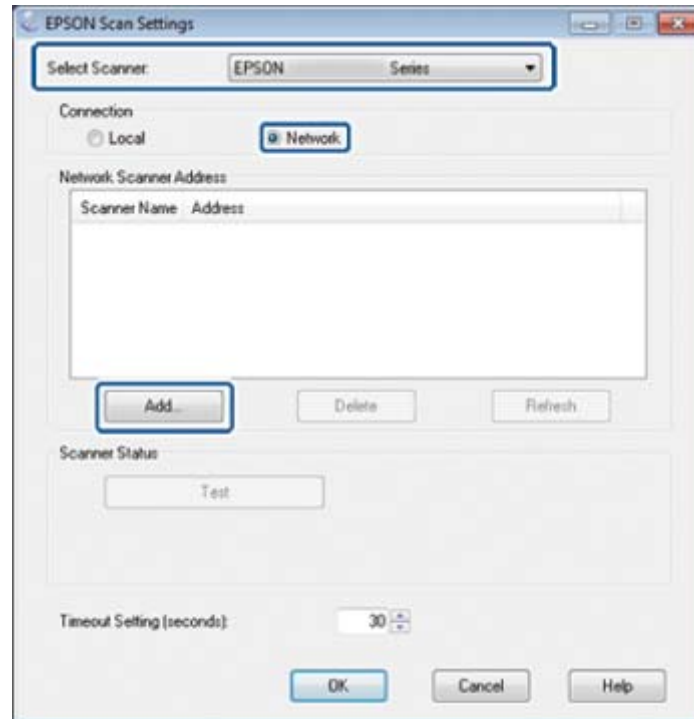 EPSON Scan Settings
Select Scanner: EPSON Series
Connection
Local Network
Network Scanner Address
Scanner Name Address
Add... Delete Refresh
Scanner Status
Test
Timeout Setting (seconds): 30
OK Cancel Help